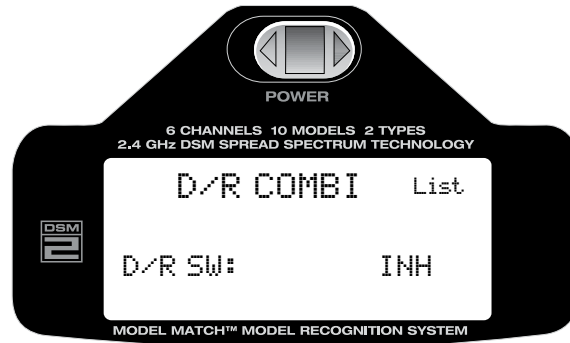 POWER
6 CHANNELS 10 MODELS 2 TYPES
2.4 GHz DSM SPREAD SPECTRUM TECHNOLOGY
D/R COMBI List
DSM
2
D/R SW: INH
MODEL MATCH™ MODEL RECOGNITION SYSTEM